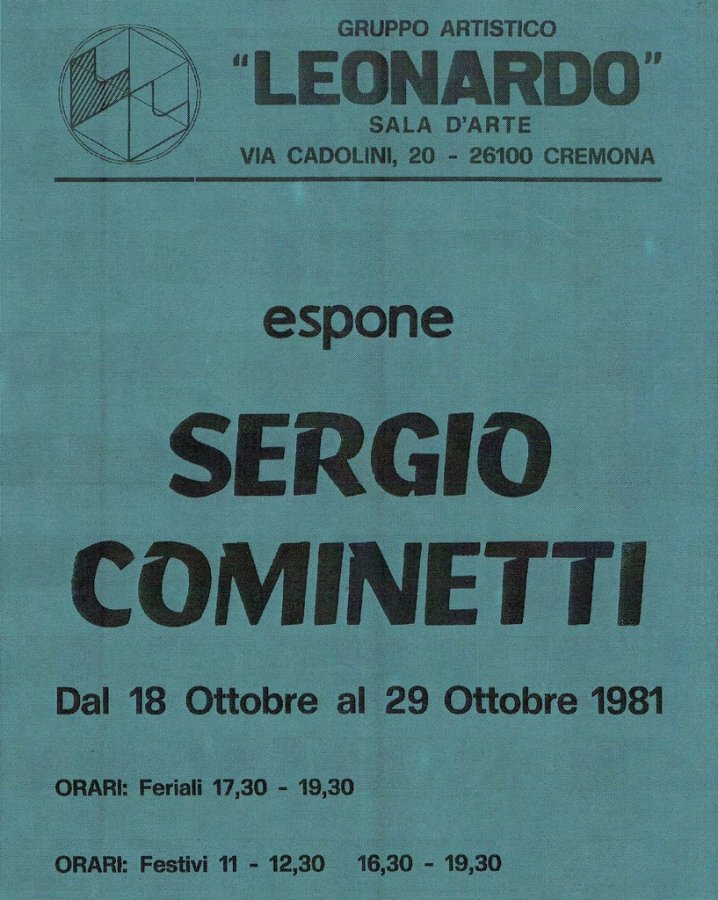 GRUPPO ARTISTICO
"LEONARDO"
SALA D'ARTE
VIA CADOLINI, 20 - 26100 CREMONA
espone
SERGIO
COMINETTI
Dal 18 Ottobre al 29 Ottobre 1981
ORARI: Feriali 17,30 - 19,30
ORARI: Festivi 11 - 12,30 16,30 - 19,30